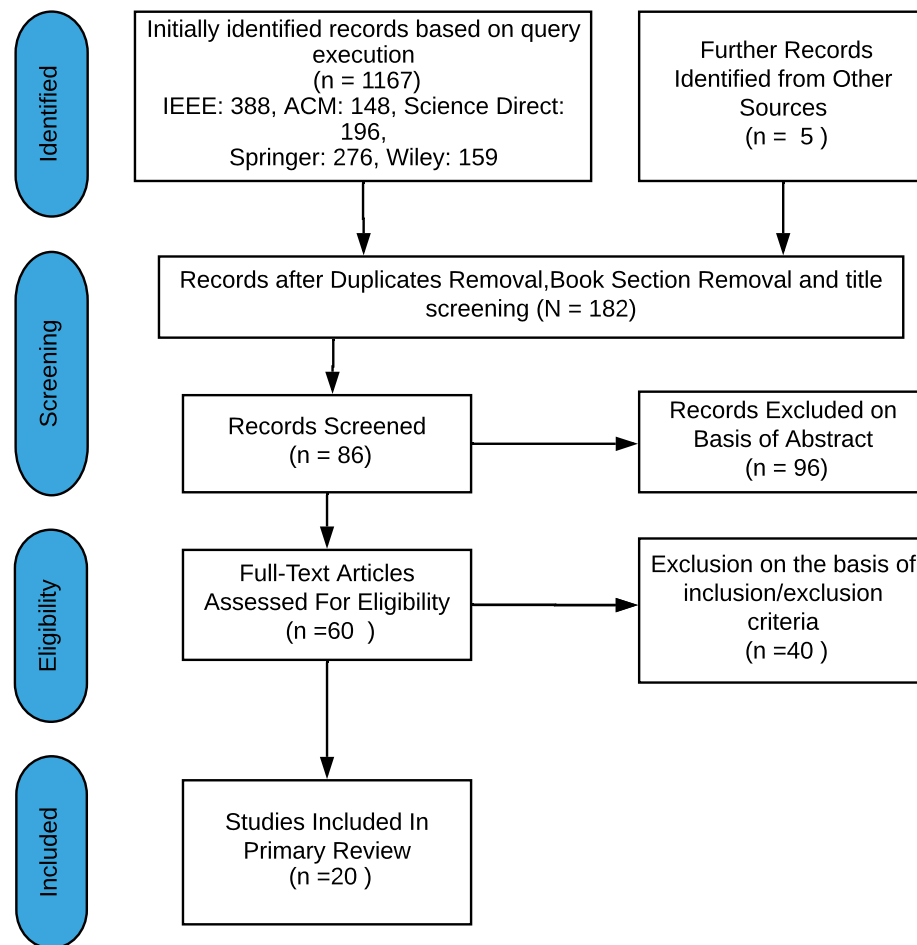 Identified
Initially identified records based on query
execution
(n = 1167)
IEEE: 388, ACM: 148, Science Direct:
196,
Springer: 276, Wiley: 159
Further Records
Identified from Other
Sources
(n =  5 )
Screening
Records after Duplicates Removal,Book Section Removal and title
screening (N = 182)
Records Screened
(n = 86)
Records Excluded on
Basis of Abstract
(n = 96)
Eligibility
Full-Text Articles
Assessed For Eligibility
(n =60  )
Exclusion on the basis of
inclusion/exclusion
criteria
(n =40 )
Included
Studies Included In
Primary Review
(n =20 )